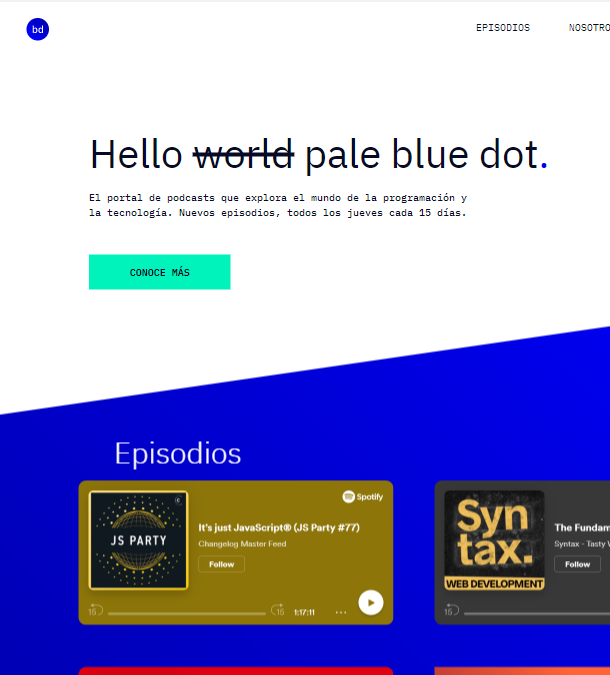 bd
EPISODIOS
Hello world pale blue dot.
El portal de podcasts que explora el mundo de la programación y
la tecnología. Nuevos episodios, todos los jueves cada 15 días.
CONOCE MÁS
Episodios
Spotify
JS PARTY
It's just JavaScript® (JS Party #77)
Changelog Master Feed
Follow
15
15
1:17:11
Syn
tax.
WEB DEVELOPMENT
The Fundam
Syntax - Tasty
Follow
15